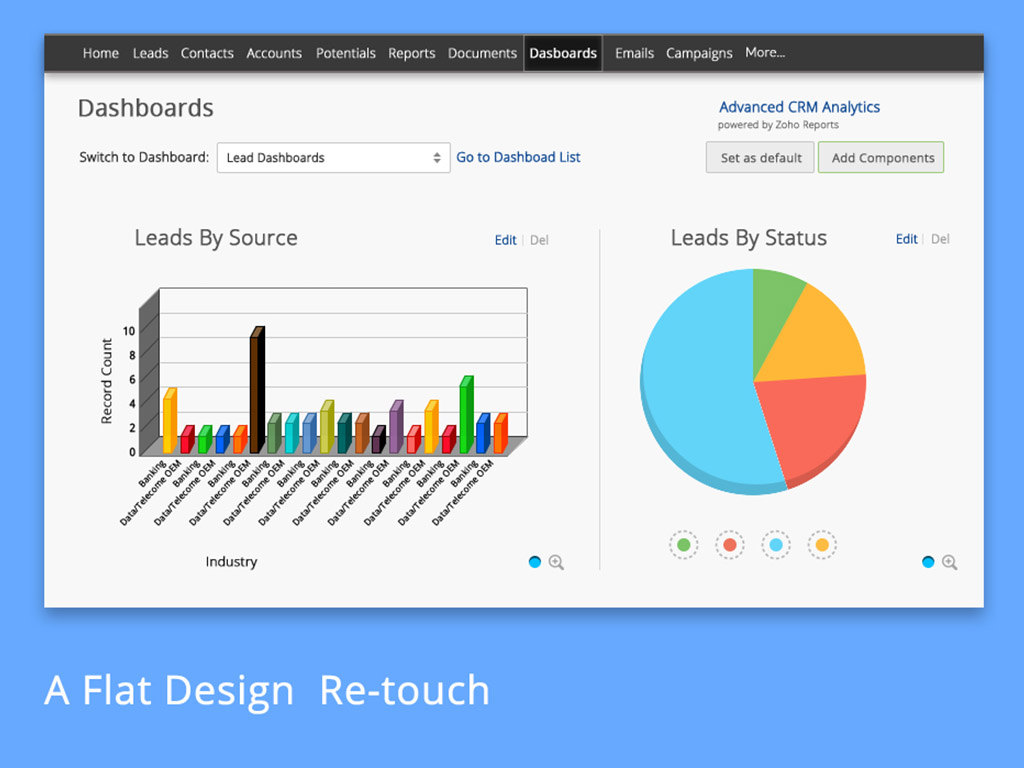 Home Leads Contacts Accounts Potentials Reports Documents Dasboards Emails Campaigns More...
Dashboards
Advanced CRM Analytics
powered by Zoho Reports
Switch to Dashboard: Lead Dashboards Go to Dashboad List
Set as default Add Components
Leads By Source
Edit | Del
Record Count
10
8
6
4
2
0
Banking
Data/Telecome OEM
Banking
Data/Telecome OEM
Banking
Data/Telecome OEM
Banking
Data/Telecome OEM
Banking
Data/Telecome OEM
Banking
Data/Telecome OEM
Banking
Data/Telecome OEM
Banking
Data/Telecome OEM
Banking
Data/Telecome OEM
Banking
Data/Telecome OEM
Industry
Leads By Status
Edit | Del
A Flat Design Re-touch